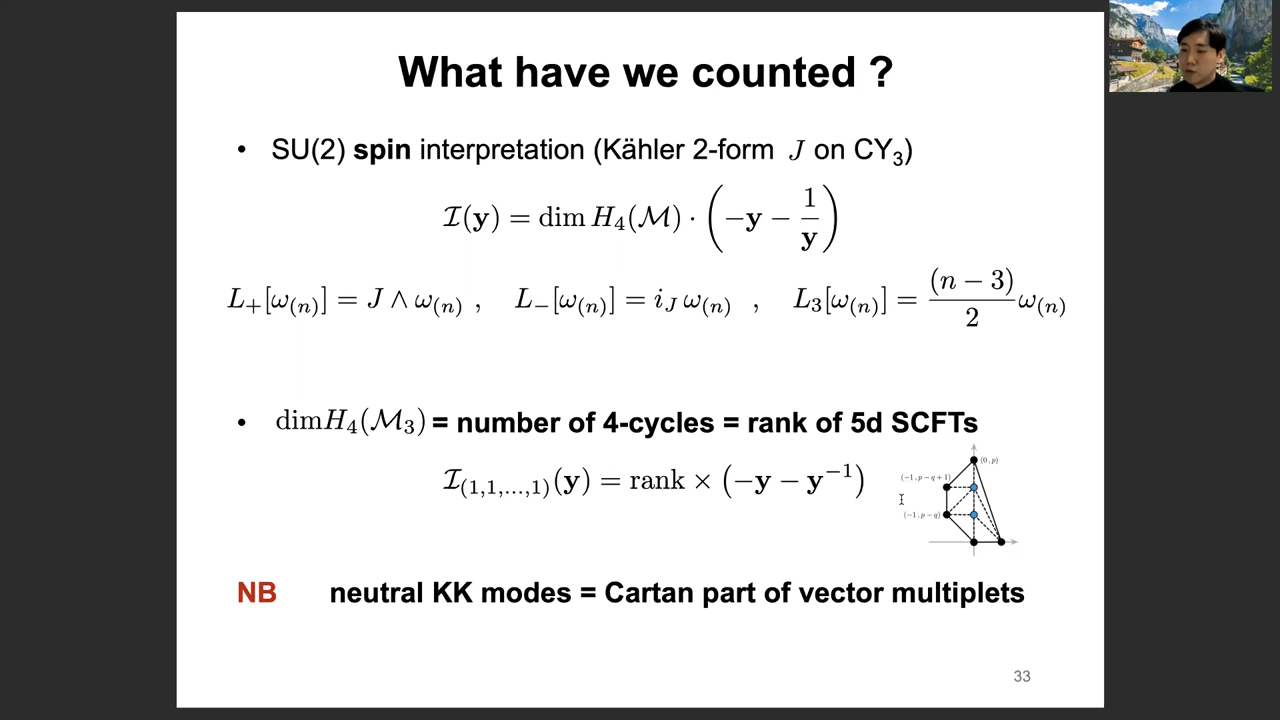 What have we counted ?
• SU(2) spin interpretation (Kähler 2-form J on CY₃)
𝓘(y) = dim H₄(𝓜) · (−y − 1/y)
L₊[ω₍ₙ₎] = J ∧ ω₍ₙ₎ , L₋[ω₍ₙ₎] = i_J ω₍ₙ₎ , L₃[ω₍ₙ₎] = (n − 3)/2 ω₍ₙ₎
• dimH₄(𝓜₃) = number of 4-cycles = rank of 5d SCFTs
𝓘_(1,1,...,1)(y) = rank × (−y − y⁻¹)
(0, p)
(−1, p − q + 1)
(−1, p − q)
NB neutral KK modes = Cartan part of vector multiplets
33